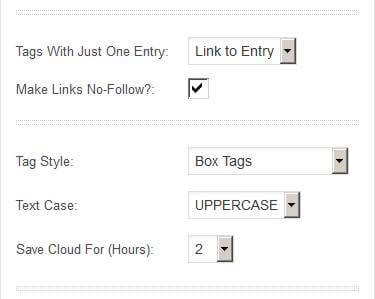 Tags With Just One Entry: Link to Entry
Make Links No-Follow?:
Tag Style: Box Tags
Text Case: UPPERCASE
Save Cloud For (Hours): 2